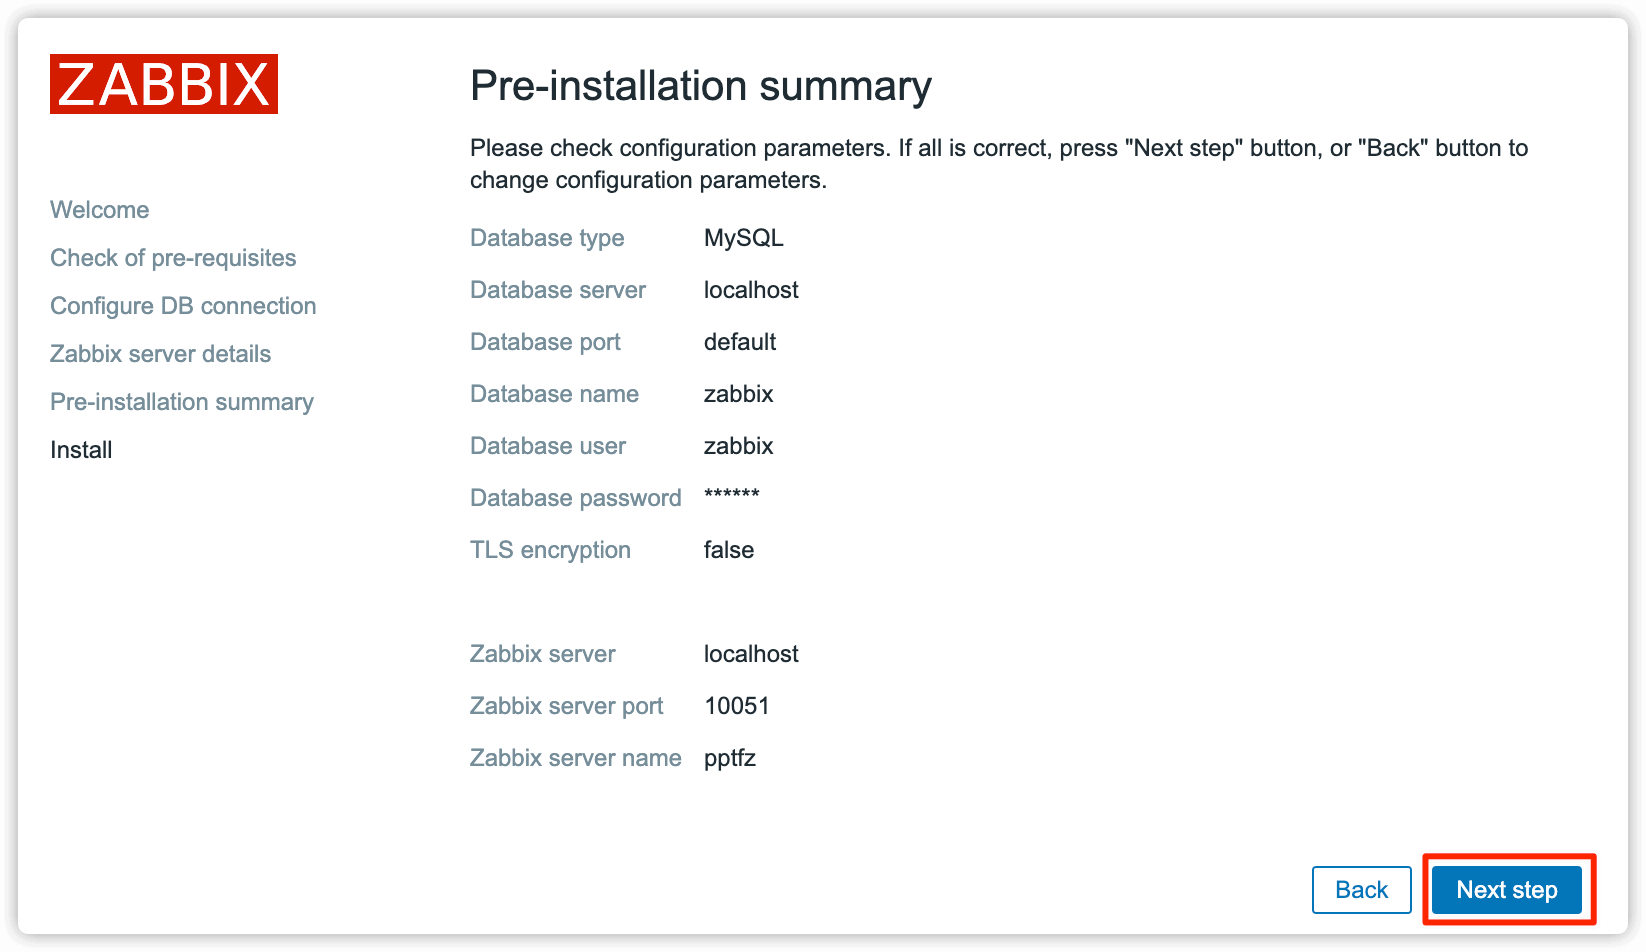 ZABBIX
Welcome
Check of pre-requisites
Configure DB connection
Zabbix server details
Pre-installation summary
Install
Pre-installation summary
Please check configuration parameters. If all is correct, press "Next step" button, or "Back" button to
change configuration parameters.
Database type MySQL
Database server localhost
Database port default
Database name zabbix
Database user zabbix
Database password ******
TLS encryption false
Zabbix server localhost
Zabbix server port 10051
Zabbix server name pptfz
Back Next step